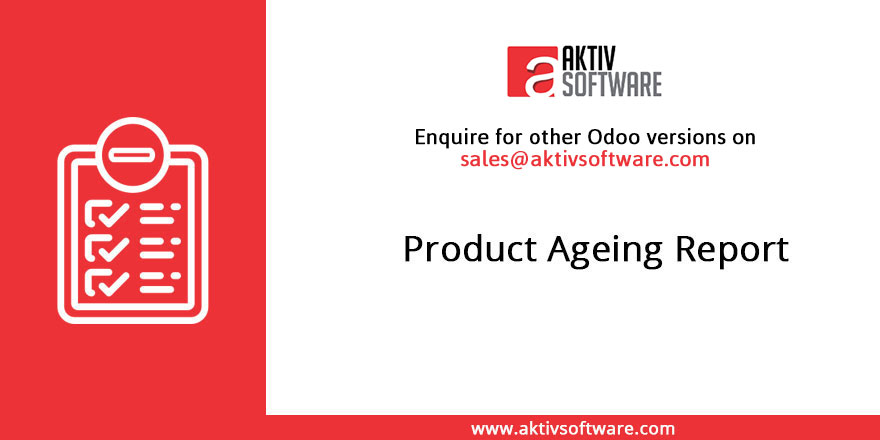 AKTIV
SOFTWARE
Enquire for other Odoo versions on
sales@aktivsoftware.com
Product Ageing Report
www.aktivsoftware.com